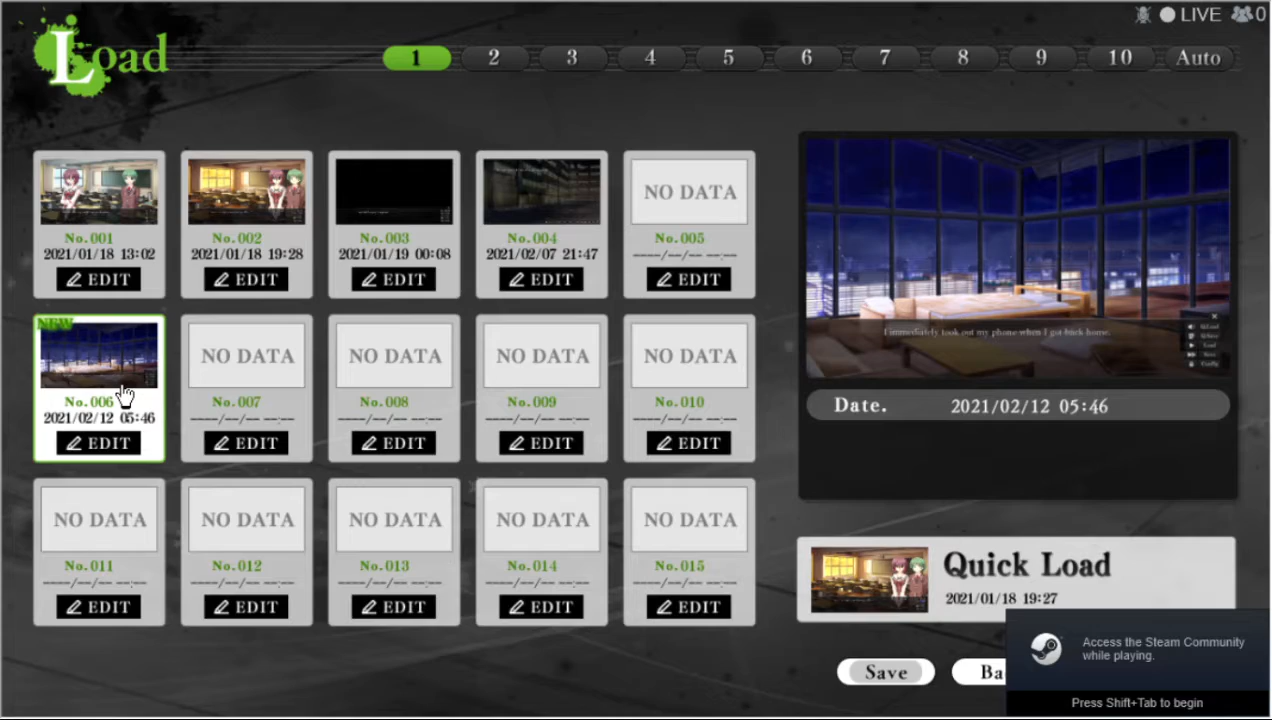 LIVE 0
Load
1 2 3 4 5 6 7 8 9 10 Auto
NO DATA
No.001 No.002 No.003 No.004 No.005
2021/01/18 13:02 2021/01/18 19:28 2021/01/19 00:08 2021/02/07 21:47 ----/--/-- --:--
EDIT EDIT EDIT EDIT EDIT
NEW
NO DATA NO DATA NO DATA NO DATA
No.006 No.007 No.008 No.009 No.010
2021/02/12 05:46 ----/--/-- --:-- ----/--/-- --:-- ----/--/-- --:-- ----/--/-- --:--
EDIT EDIT EDIT EDIT EDIT
NO DATA NO DATA NO DATA NO DATA NO DATA
No.011 No.012 No.013 No.014 No.015
----/--/-- --:-- ----/--/-- --:-- ----/--/-- --:-- ----/--/-- --:-- ----/--/-- --:--
EDIT EDIT EDIT EDIT EDIT
I immediately took out my phone when I got back home.
Q.Load
Q.Save
Load
Save
Config
Date. 2021/02/12 05:46
Quick Load
2021/01/18 19:27
Save Ba
Access the Steam Community
while playing.
Press Shift+Tab to begin